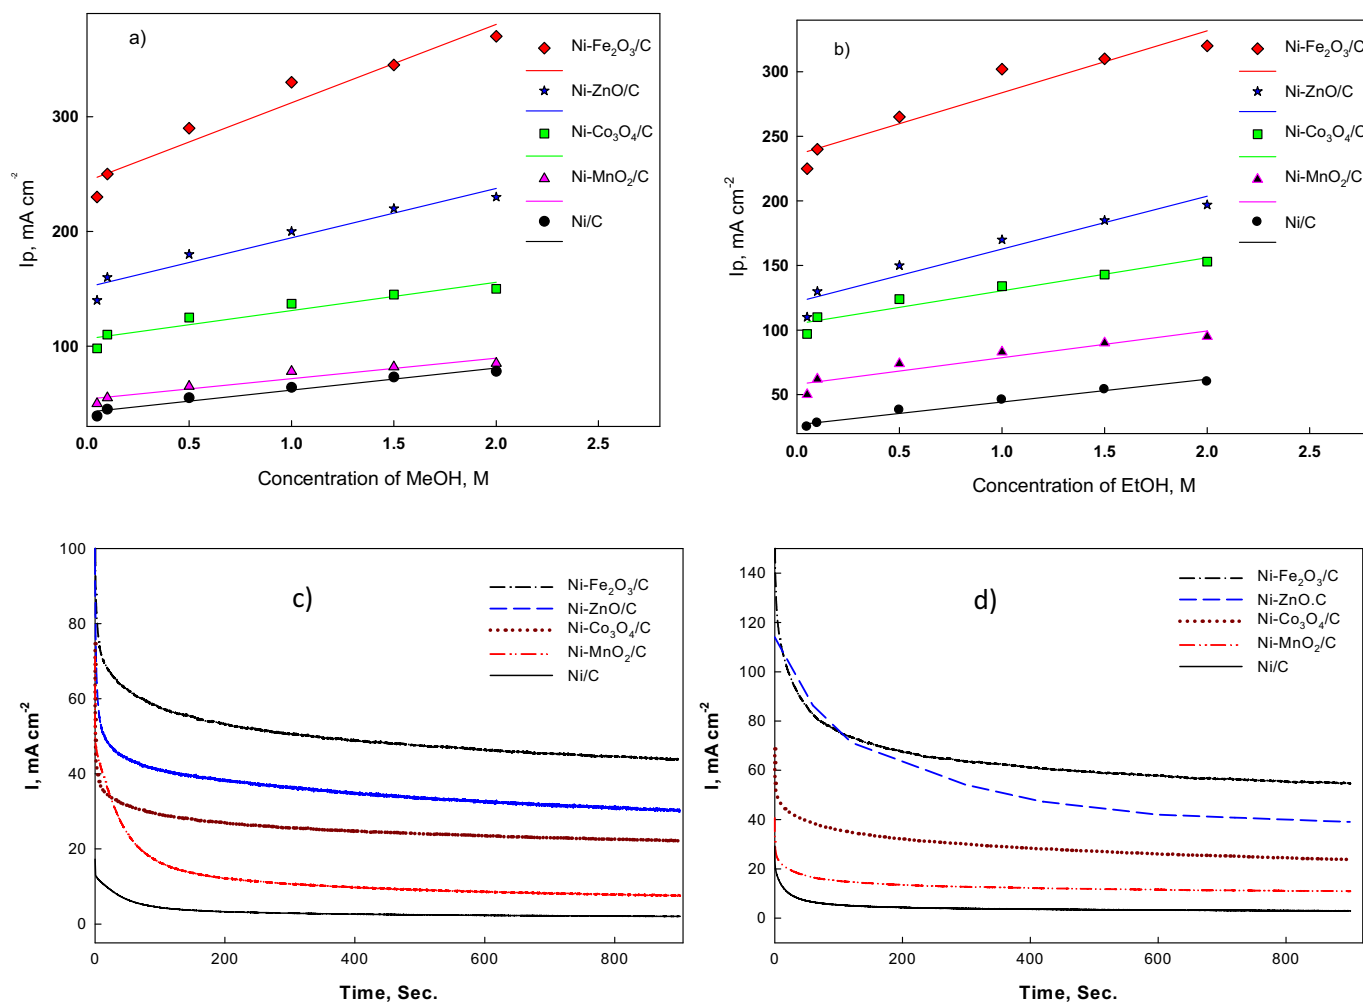 a)
Ni-Fe2O3/C
Ni-ZnO/C
Ni-Co3O4/C
Ni-MnO2/C
Ni/C
Ip, mA cm-2
300
200
100
0.0 0.5 1.0 1.5 2.0 2.5
Concentration of MeOH, M
b)
Ni-Fe2O3/C
Ni-ZnO/C
Ni-Co3O4/C
Ni-MnO2/C
Ni/C
Ip, mA cm-2
300
250
200
150
100
50
0.0 0.5 1.0 1.5 2.0 2.5
Concentration of EtOH, M
c)
Ni-Fe2O3/C
Ni-ZnO/C
Ni-Co3O4/C
Ni-MnO2/C
Ni/C
I, mA cm-2
100
80
60
40
20
0
0 200 400 600 800
Time, Sec.
d)
Ni-Fe2O3/C
Ni-ZnO.C
Ni-Co3O4/C
Ni-MnO2/C
Ni/C
I, mA cm-2
140
120
100
80
60
40
20
0
0 200 400 600 800
Time, Sec.